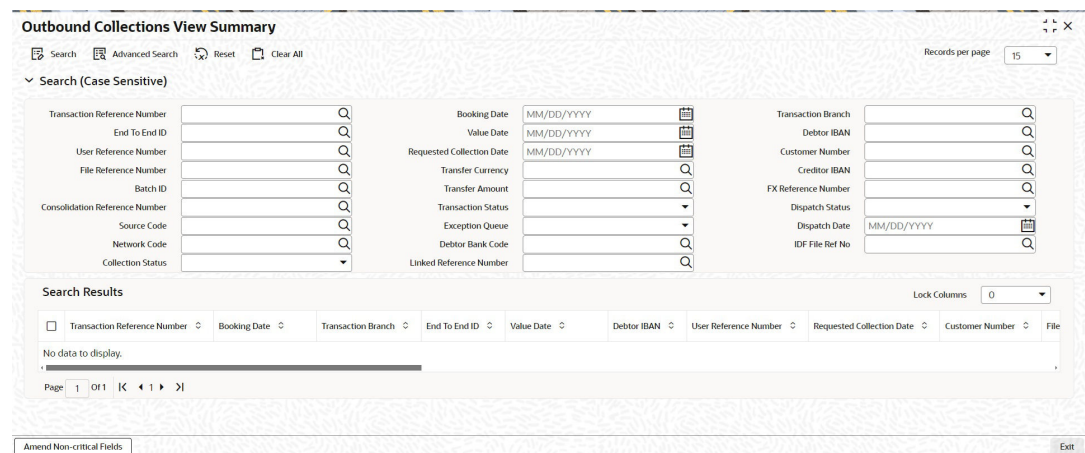 Outbound Collections View Summary
Search Advanced Search Reset Clear All Records per page 15
Search (Case Sensitive)
Transaction Reference Number Booking Date MM/DD/YYYY Transaction Branch
End To End ID Value Date MM/DD/YYYY Debtor IBAN
User Reference Number Requested Collection Date MM/DD/YYYY Customer Number
File Reference Number Transfer Currency Creditor IBAN
Batch ID Transfer Amount FX Reference Number
Consolidation Reference Number Transaction Status Dispatch Status
Source Code Exception Queue Dispatch Date MM/DD/YYYY
Network Code Debtor Bank Code IDF File Ref No
Collection Status Linked Reference Number
Search Results Lock Columns 0
Transaction Reference Number Booking Date Transaction Branch End To End ID Value Date Debtor IBAN User Reference Number Requested Collection Date Customer Number File
No data to display.
Page 1 Of 1 1
Amend Non-critical Fields Exit